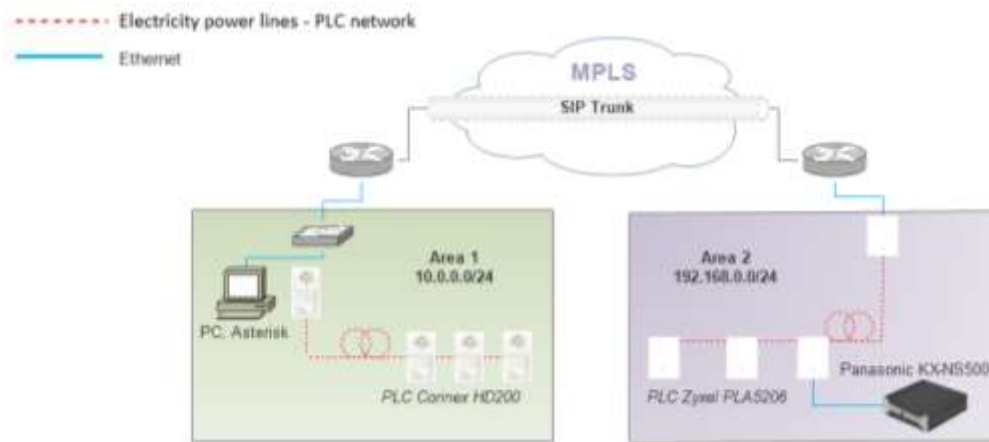 Electricity power lines - PLC network
Ethernet
MPLS
SIP Trunk
Area 1
10.0.0.0/24
Area 2
192.168.0.0/24
PC, Asterisk
Panasonic KX-NS500
PLC Corinex HD200
PLC Zyxel PLA5206